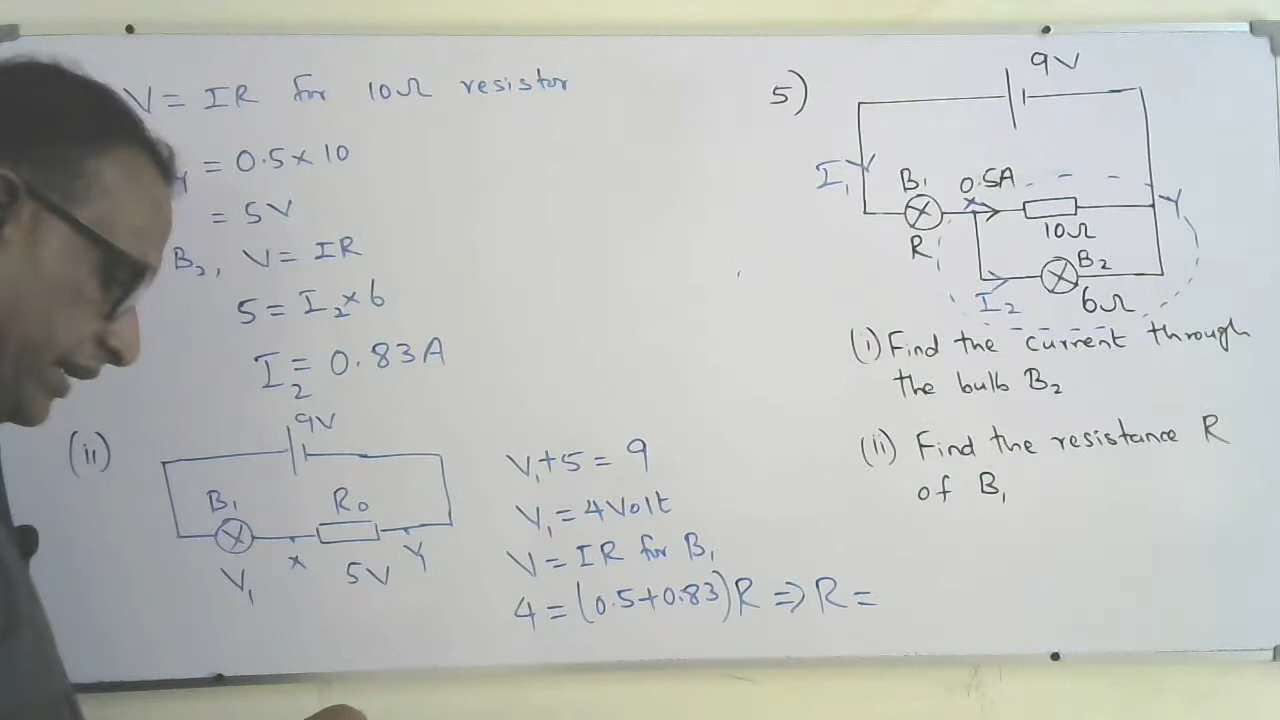 V = IR for 10Ω resistor
= 0.5 × 10
= 5V
B₂, V = IR
5 = I₂ × 6
I₂ = 0.83A
(ii)
9V
B₁
R₀
X
Y
V₁
5V
V₁ + 5 = 9
V₁ = 4 Volt
V = IR for B₁
4 = (0.5 + 0.83) R ⇒ R =
5)
9V
I₁
B₁
0.5A
X
Y
R
10Ω
B₂
I₂
6Ω
(i) Find the current through
the bulb B₂
(ii) Find the resistance R
of B₁